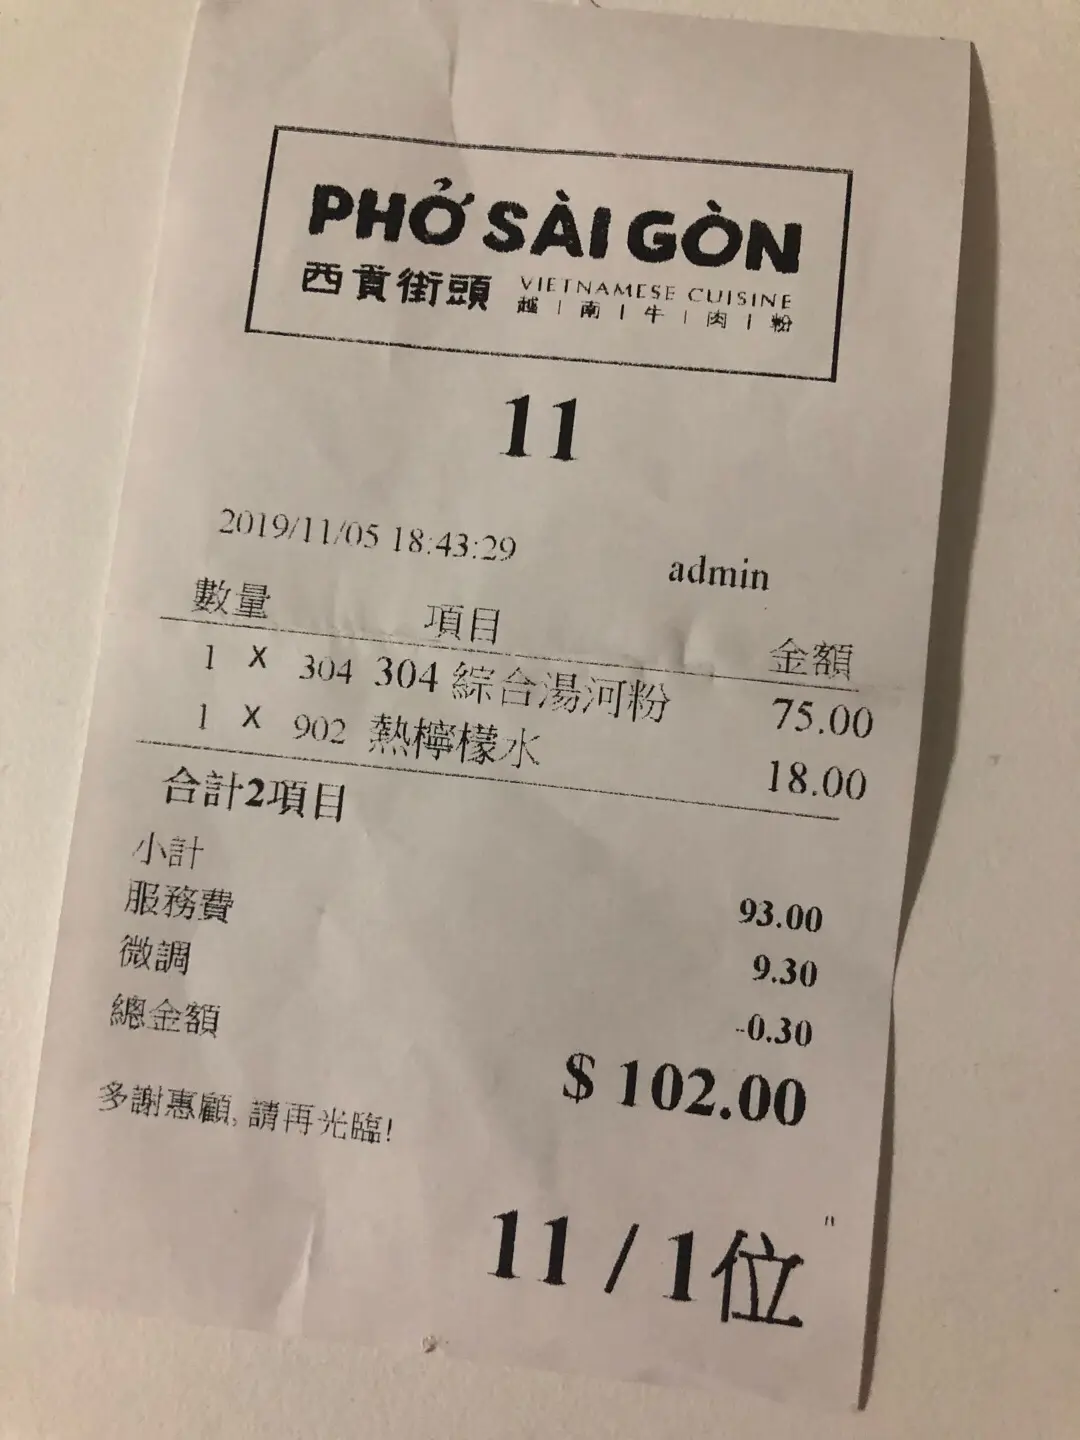 PHỞ SÀI GÒN
西貢街頭 VIETNAMESE CUISINE
越 | 南 | 牛 | 肉 | 粉
11
2019/11/05 18:43:29 admin
數量 項目 金額
1 X 304 304 綜合湯河粉 75.00
1 X 902 熱檸檬水 18.00
合計2項目
小計 93.00
服務費 9.30
微調 -0.30
總金額 $ 102.00
多謝惠顧, 請再光臨!
11 / 1位
"